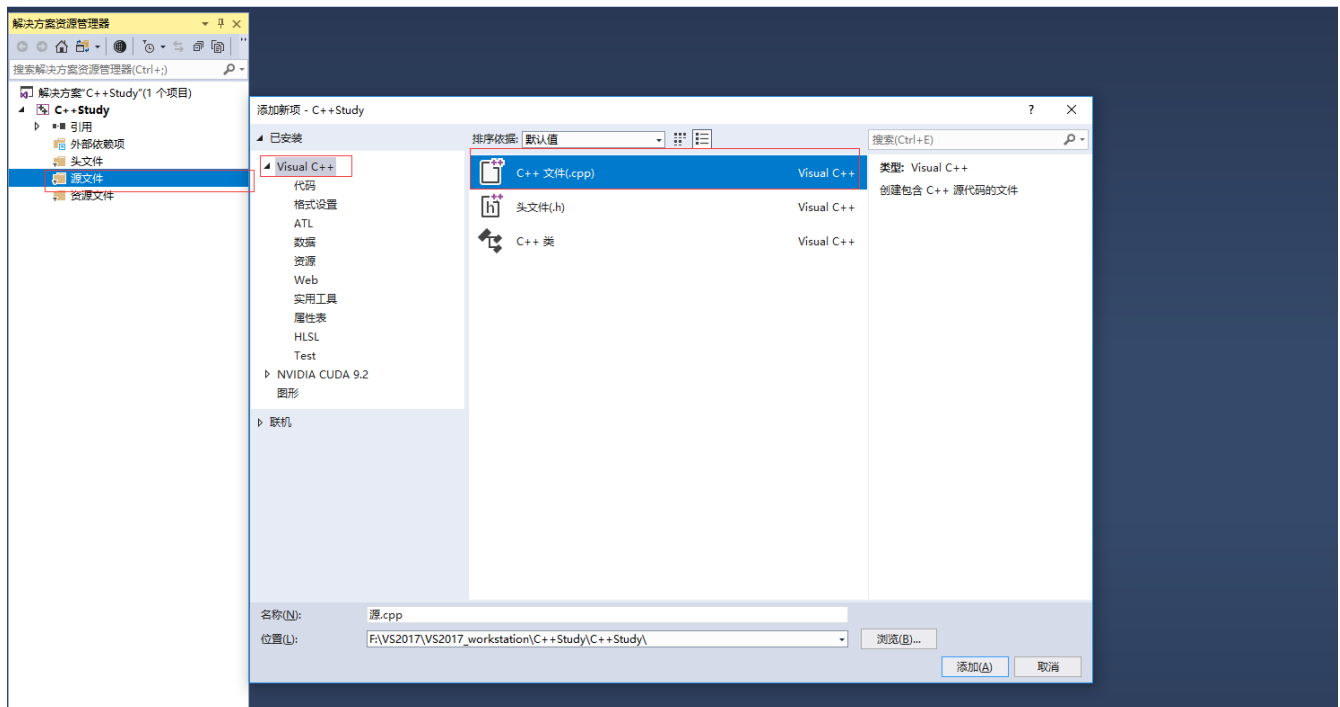 解决方案资源管理器
搜索解决方案资源管理器(Ctrl+;)
解决方案"C++Study"(1 个项目)
C++Study
引用
外部依赖项
头文件
源文件
资源文件
添加新项 - C++Study
? ×
已安装
排序依据: 默认值
搜索(Ctrl+E)
Visual C++
代码
格式设置
ATL
数据
资源
Web
实用工具
属性表
HLSL
Test
NVIDIA CUDA 9.2
图形
联机
C++ 文件(.cpp) Visual C++
头文件(.h) Visual C++
C++ 类 Visual C++
类型: Visual C++
创建包含 C++ 源代码的文件
名称(N): 源.cpp
位置(L): F:\VS2017\VS2017_workstation\C++Study\C++Study\
浏览(B)...
添加(A) 取消